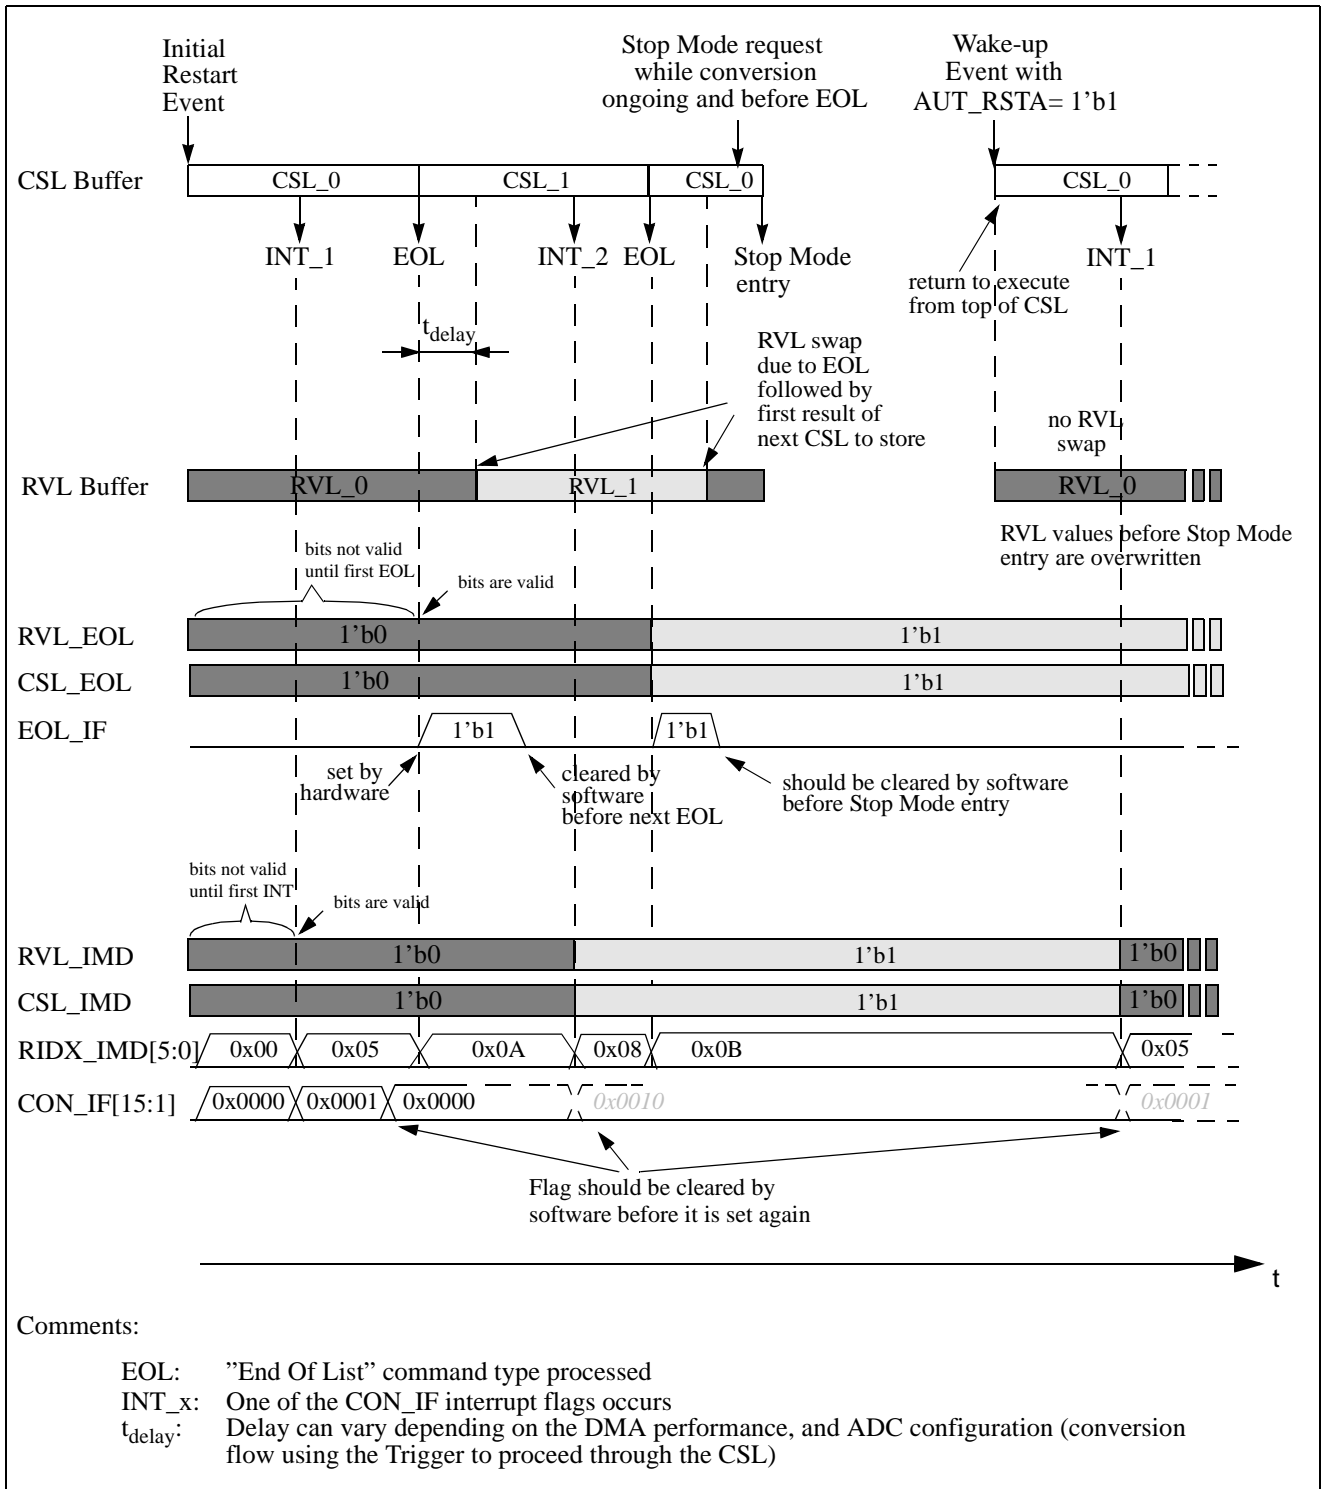 Initial
Restart
Event
Stop Mode request
while conversion
ongoing and before EOL
Wake-up
Event with
AUT_RSTA= 1’b1
CSL Buffer
CSL_0
CSL_1
CSL_0
CSL_0
INT_1
EOL
INT_2
EOL
Stop Mode
entry
INT_1
return to execute
from top of CSL
tdelay
RVL swap
due to EOL
followed by
first result of
next CSL to store
no RVL
swap
RVL Buffer
RVL_0
RVL_1
RVL_0
RVL values before Stop Mode
entry are overwritten
bits not valid
until first EOL
bits are valid
RVL_EOL
1’b0
1’b1
CSL_EOL
1’b0
1’b1
EOL_IF
1’b1
1’b1
set by
hardware
cleared by
software
before next EOL
should be cleared by software
before Stop Mode entry
bits not valid
until first INT
bits are valid
RVL_IMD
1’b0
1’b1
1’b0
CSL_IMD
1’b0
1’b1
1’b0
RIDX_IMD[5:0]
0x00
0x05
0x0A
0x08
0x0B
0x05
CON_IF[15:1]
0x0000
0x0001
0x0000
0x0010
0x0001
Flag should be cleared by
software before it is set again
t
Comments:
EOL: ”End Of List” command type processed
INT_x: One of the CON_IF interrupt flags occurs
tdelay: Delay can vary depending on the DMA performance, and ADC configuration (conversion
flow using the Trigger to proceed through the CSL)